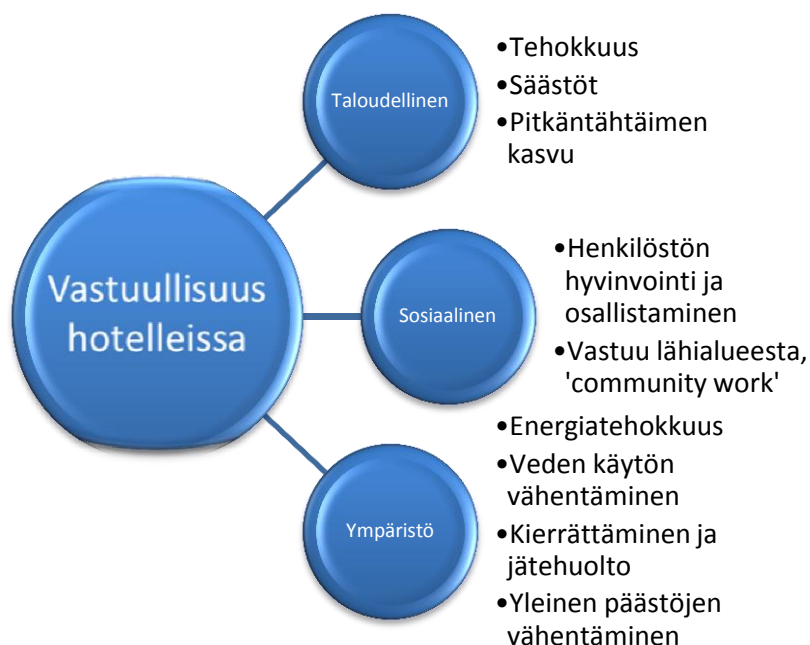 Vastuullisuus
hotelleissa
Taloudellinen
•Tehokkuus
•Säästöt
•Pitkäntähtäimen
kasvu
Sosiaalinen
•Henkilöstön
hyvinvointi ja
osallistaminen
•Vastuu lähialueesta,
'community work'
Ympäristö
•Energiatehokkuus
•Veden käytön
vähentäminen
•Kierrättäminen ja
jätehuolto
•Yleinen päästöjen
vähentäminen